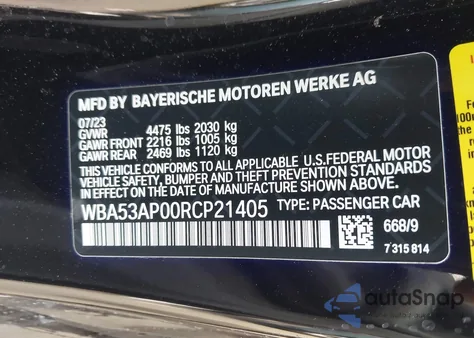 MFD BY BAYERISCHE MOTOREN WERKE AG
07/23
GVWR 4475 lbs 2030 kg
GAWR FRONT 2216 lbs 1005 kg
GAWR REAR 2469 lbs 1120 kg
THIS VEHICLE CONFORMS TO ALL APPLICABLE U.S.FEDERAL MOTOR
VEHICLE SAFETY, BUMPER AND THEFT PREVENTION STANDARDS
IN EFFECT ON THE DATE OF MANUFACTURE SHOWN ABOVE.
WBA53AP00RCP21405 TYPE: PASSENGER CAR
668/9
7 315 814
autoSnap